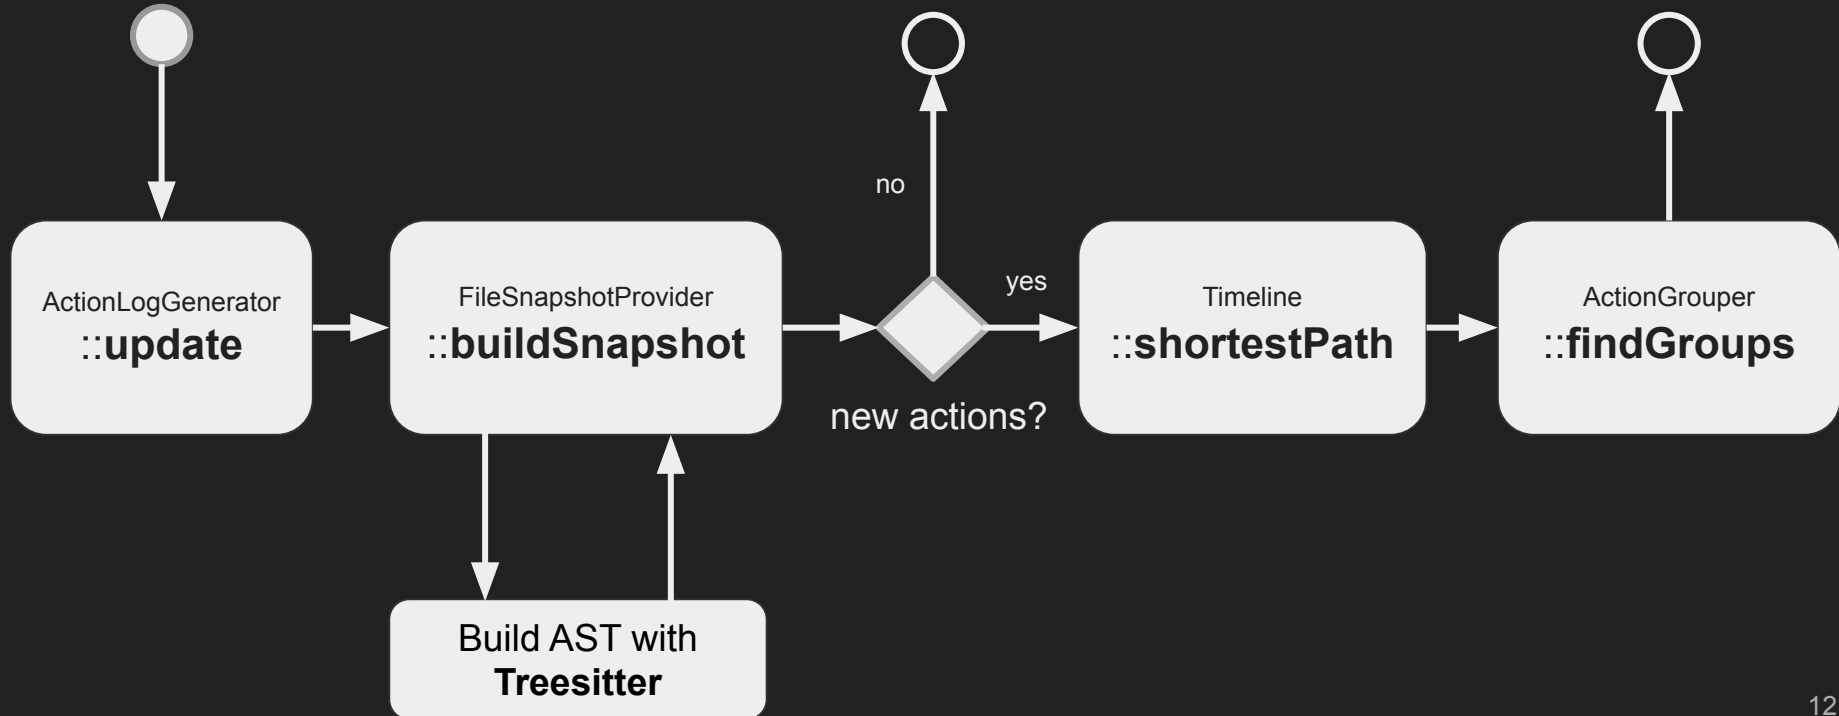 no
yes
ActionLogGenerator
::update
FileSnapshotProvider
::buildSnapshot
new actions?
Timeline
::shortestPath
ActionGrouper
::findGroups
Build AST with
Treesitter
12